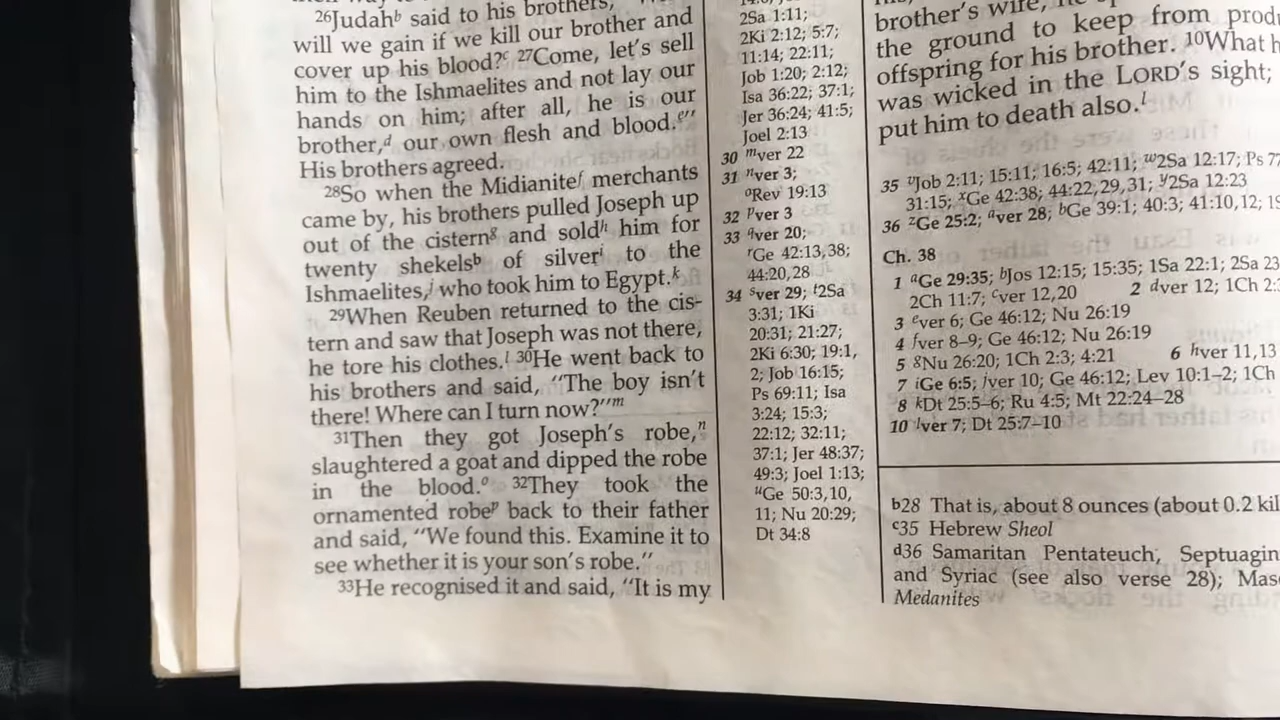 26Judahb said to his brothers,
will we gain if we kill our brother and
cover up his blood?c 27Come, let's sell
him to the Ishmaelites and not lay our
hands on him; after all, he is our
brother,d our own flesh and blood."e
His brothers agreed.
28So when the Midianitef merchants
came by, his brothers pulled Joseph up
out of the cisterng and soldh him for
twenty shekelsb of silveri to the
Ishmaelites,j who took him to Egypt.k
29When Reuben returned to the cis-
tern and saw that Joseph was not there,
he tore his clothes.l 30He went back to
his brothers and said, "The boy isn't
there! Where can I turn now?"m
31Then they got Joseph's robe,n
slaughtered a goat and dipped the robe
in the blood.o 32They took the
ornamented robep back to their father
and said, "We found this. Examine it to
see whether it is your son's robe."
33He recognised it and said, "It is my
2Sa 1:11;
2Ki 2:12; 5:7;
11:14; 22:11;
Job 1:20; 2:12;
Isa 36:22; 37:1;
Jer 36:24; 41:5;
Joel 2:13
30 mver 22
31 nver 3;
oRev 19:13
32 pver 3
33 qver 20;
rGe 42:13,38;
44:20,28
34 sver 29; t2Sa
3:31; 1Ki
20:31; 21:27;
2Ki 6:30; 19:1,
2; Job 16:15;
Ps 69:11; Isa
3:24; 15:3;
22:12; 32:11;
37:1; Jer 48:37;
49:3; Joel 1:13;
uGe 50:3,10,
11; Nu 20:29;
Dt 34:8
brother's wife,
the ground to keep from
offspring for his brother. 10What
was wicked in the LORD's sight;
put him to death also.l
35 vJob 2:11; 15:11; 16:5; 42:11; w2Sa 12:17; Ps
31:15; xGe 42:38; 44:22,29,31; y2Sa 12:23
36 zGe 25:2; aver 28; bGe 39:1; 40:3; 41:10,12;
Ch. 38
1 aGe 29:35; bJos 12:15; 15:35; 1Sa 22:1; 2Sa
2Ch 11:7; cver 12,20 2 dver 12; 1Ch
3 ever 6; Ge 46:12; Nu 26:19
4 fver 8–9; Ge 46:12; Nu 26:19
5 gNu 26:20; 1Ch 2:3; 4:21 6 hver 11,13
7 iGe 6:5; jver 10; Ge 46:12; Lev 10:1–2; 1Ch
8 kDt 25:5–6; Ru 4:5; Mt 22:24–28
10 lver 7; Dt 25:7–10
b28 That is, about 8 ounces (about 0.2
c35 Hebrew Sheol
d36 Samaritan Pentateuch,
and Syriac (see also verse 28);
Medanites